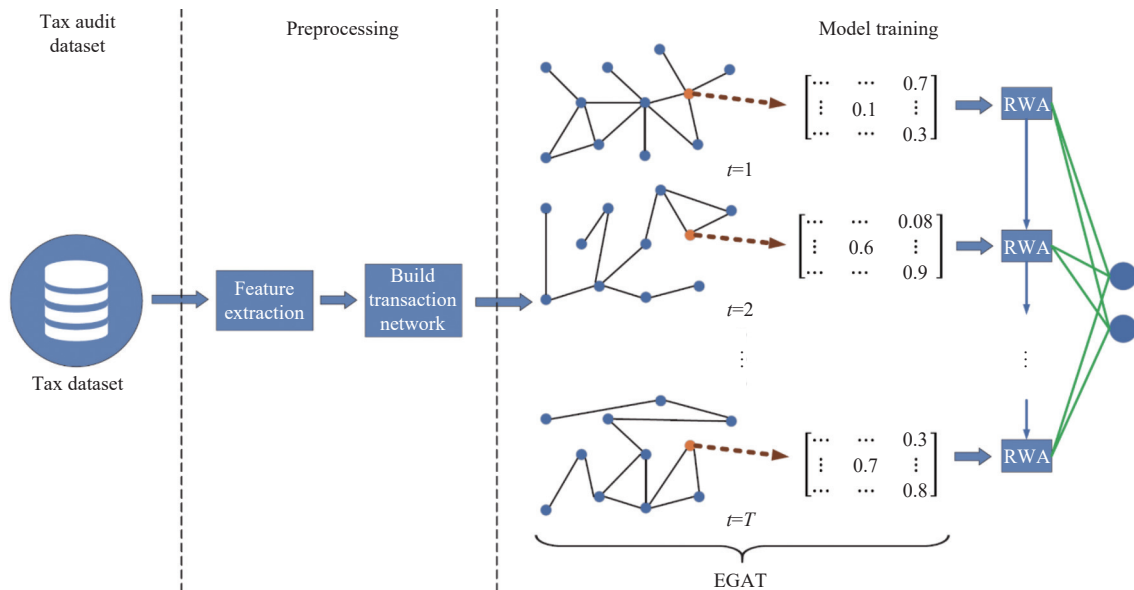 Tax audit
dataset
Preprocessing
Model training
Tax dataset
Feature
extraction
Build
transaction
network
⋯ ⋯ 0.7
⋮ 0.1 ⋮
⋯ ⋯ 0.3
RWA
t=1
⋯ ⋯ 0.08
⋮ 0.6 ⋮
⋯ ⋯ 0.9
RWA
t=2
⋮ ⋮
⋯ ⋯ 0.3
⋮ 0.7 ⋮
⋯ ⋯ 0.8
RWA
t=T
EGAT